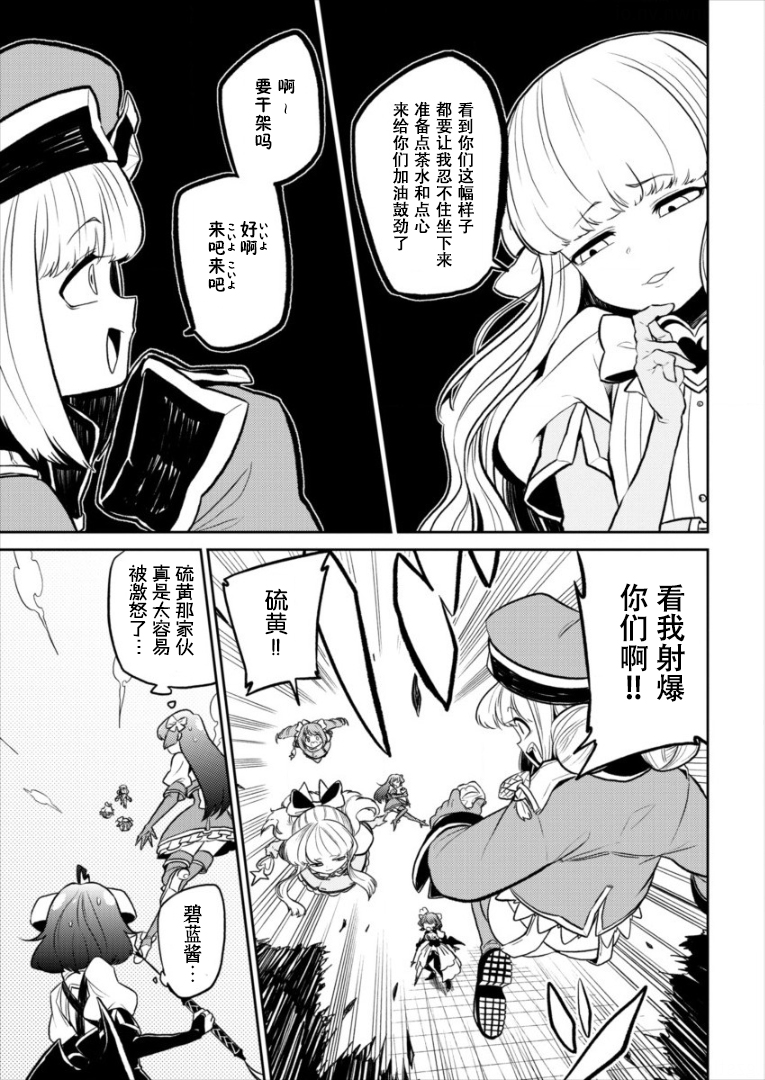 看到你们这幅样子
都要让我忍不住坐下来
准备点茶水和点心
来给你们加油鼓劲了
啊~
要干架吗
好啊
いいよ
来吧来吧
こいよ こいよ
看我射爆
你们啊!!
硫黄!!
硫黄那家伙
真是太容易
被激怒了…
碧蓝酱…